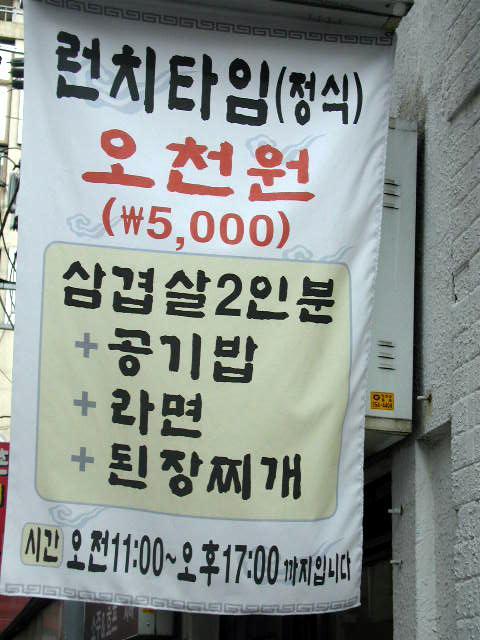 런치타임(정식)
오천원
(₩5,000)
삼겹살2인분
+공기밥
+라면
+된장찌개
시간 오전11:00~오후17:00까지입니다